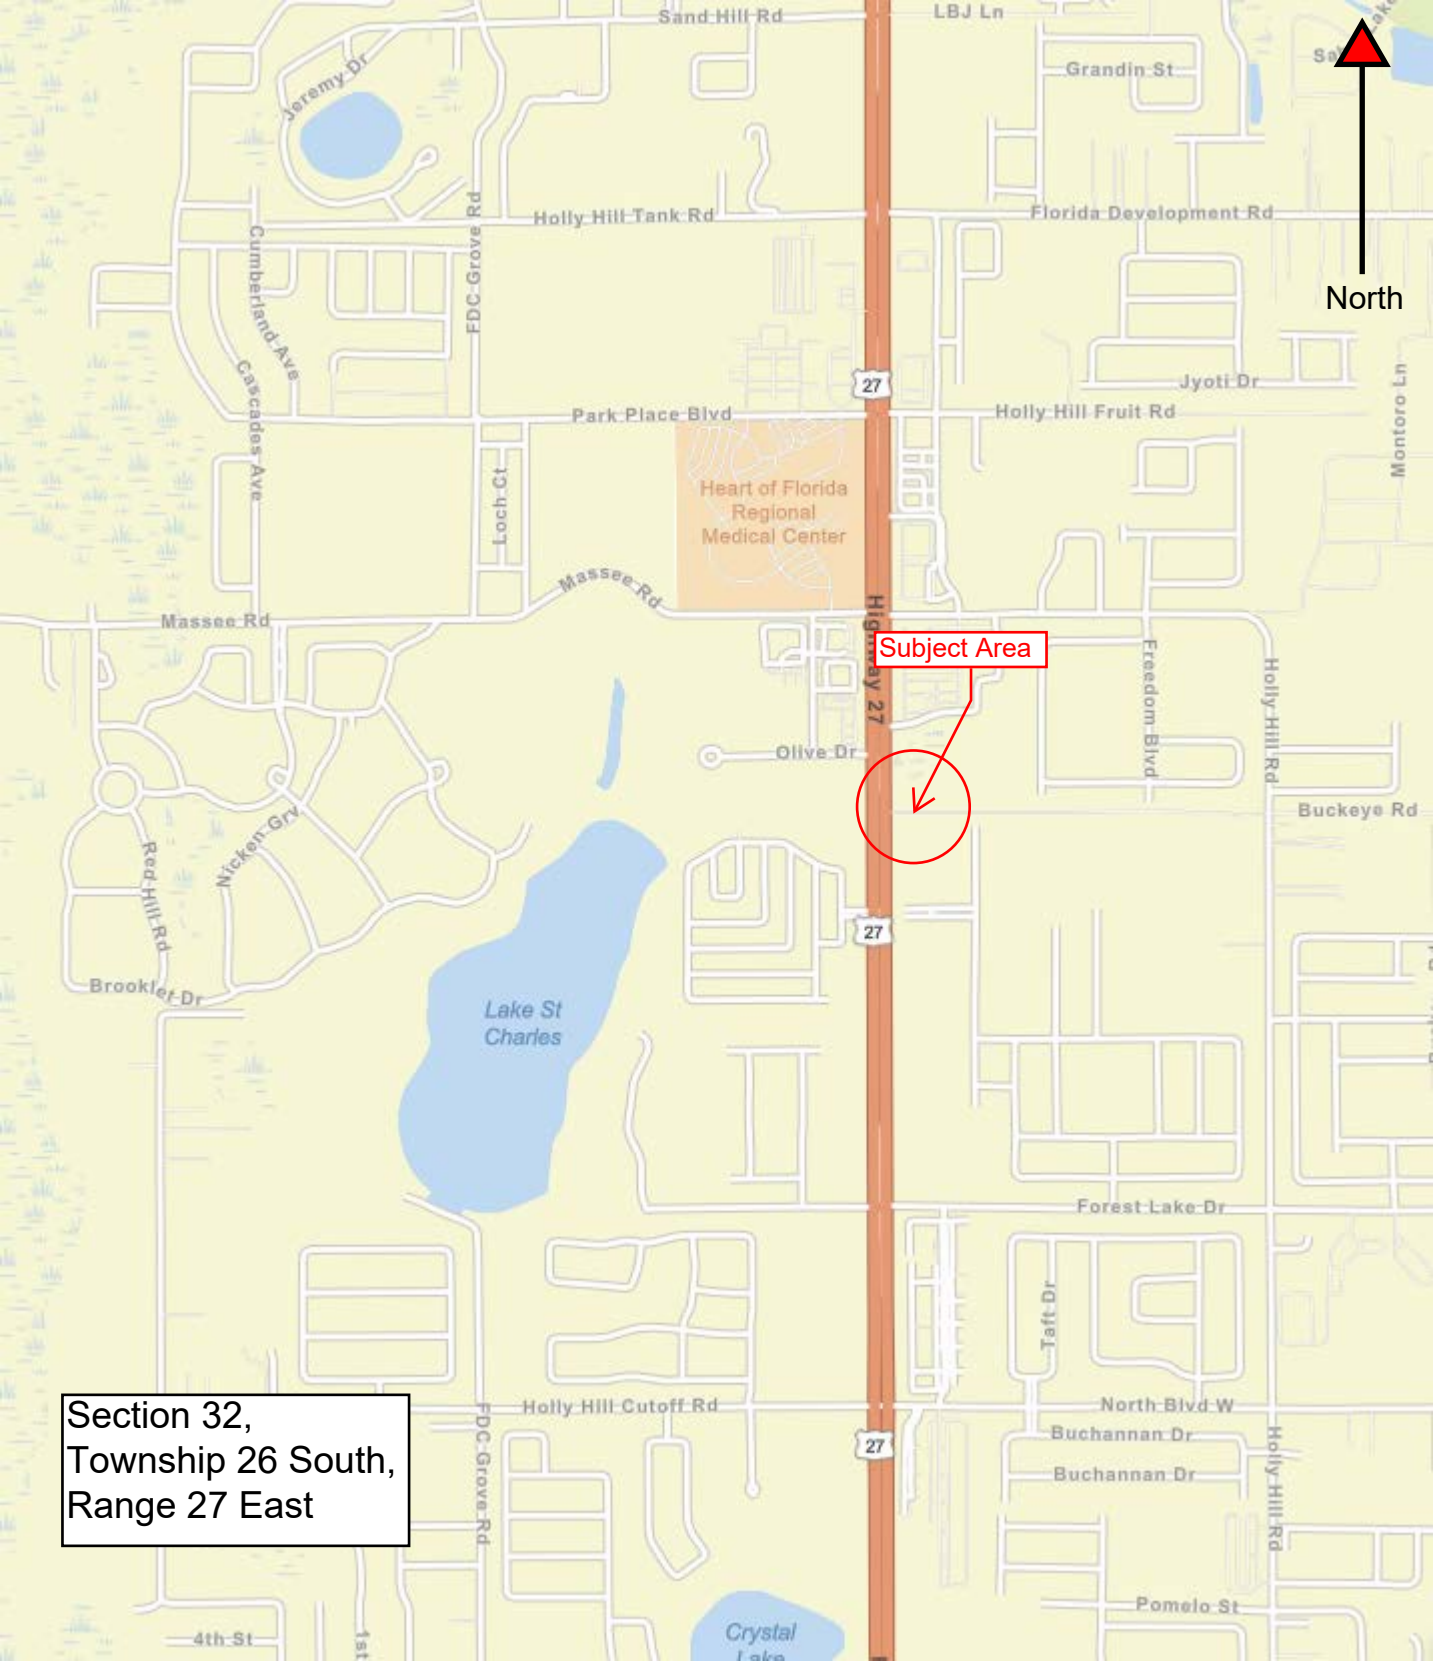 Sand Hill Rd
LBJ Ln
Lake
Grandin St
Jeremy Dr
North
Holly Hill Tank Rd
Florida Development Rd
FDC Grove Rd
Cumberland Ave
Cascades Ave
27
Jyoti Dr
Montoro Ln
Park Place Blvd
Holly Hill Fruit Rd
Loch Ct
Heart of Florida
Regional
Medical Center
Massee Rd
Massee Rd
Highway 27
Subject Area
Freedom Blvd
Holly Hill Rd
Olive Dr
Buckeye Rd
Nicken Grv
Red Hill Rd
27
Brooklet Dr
Lake St
Charles
Forest Lake Dr
Taft Dr
Section 32,
Township 26 South,
Range 27 East
Holly Hill Cutoff Rd
North Blvd W
FDC Grove Rd
27
Buchannan Dr
Buchannan Dr
Holly Hill Rd
Pomelo St
4th St
1st
Crystal
Lake